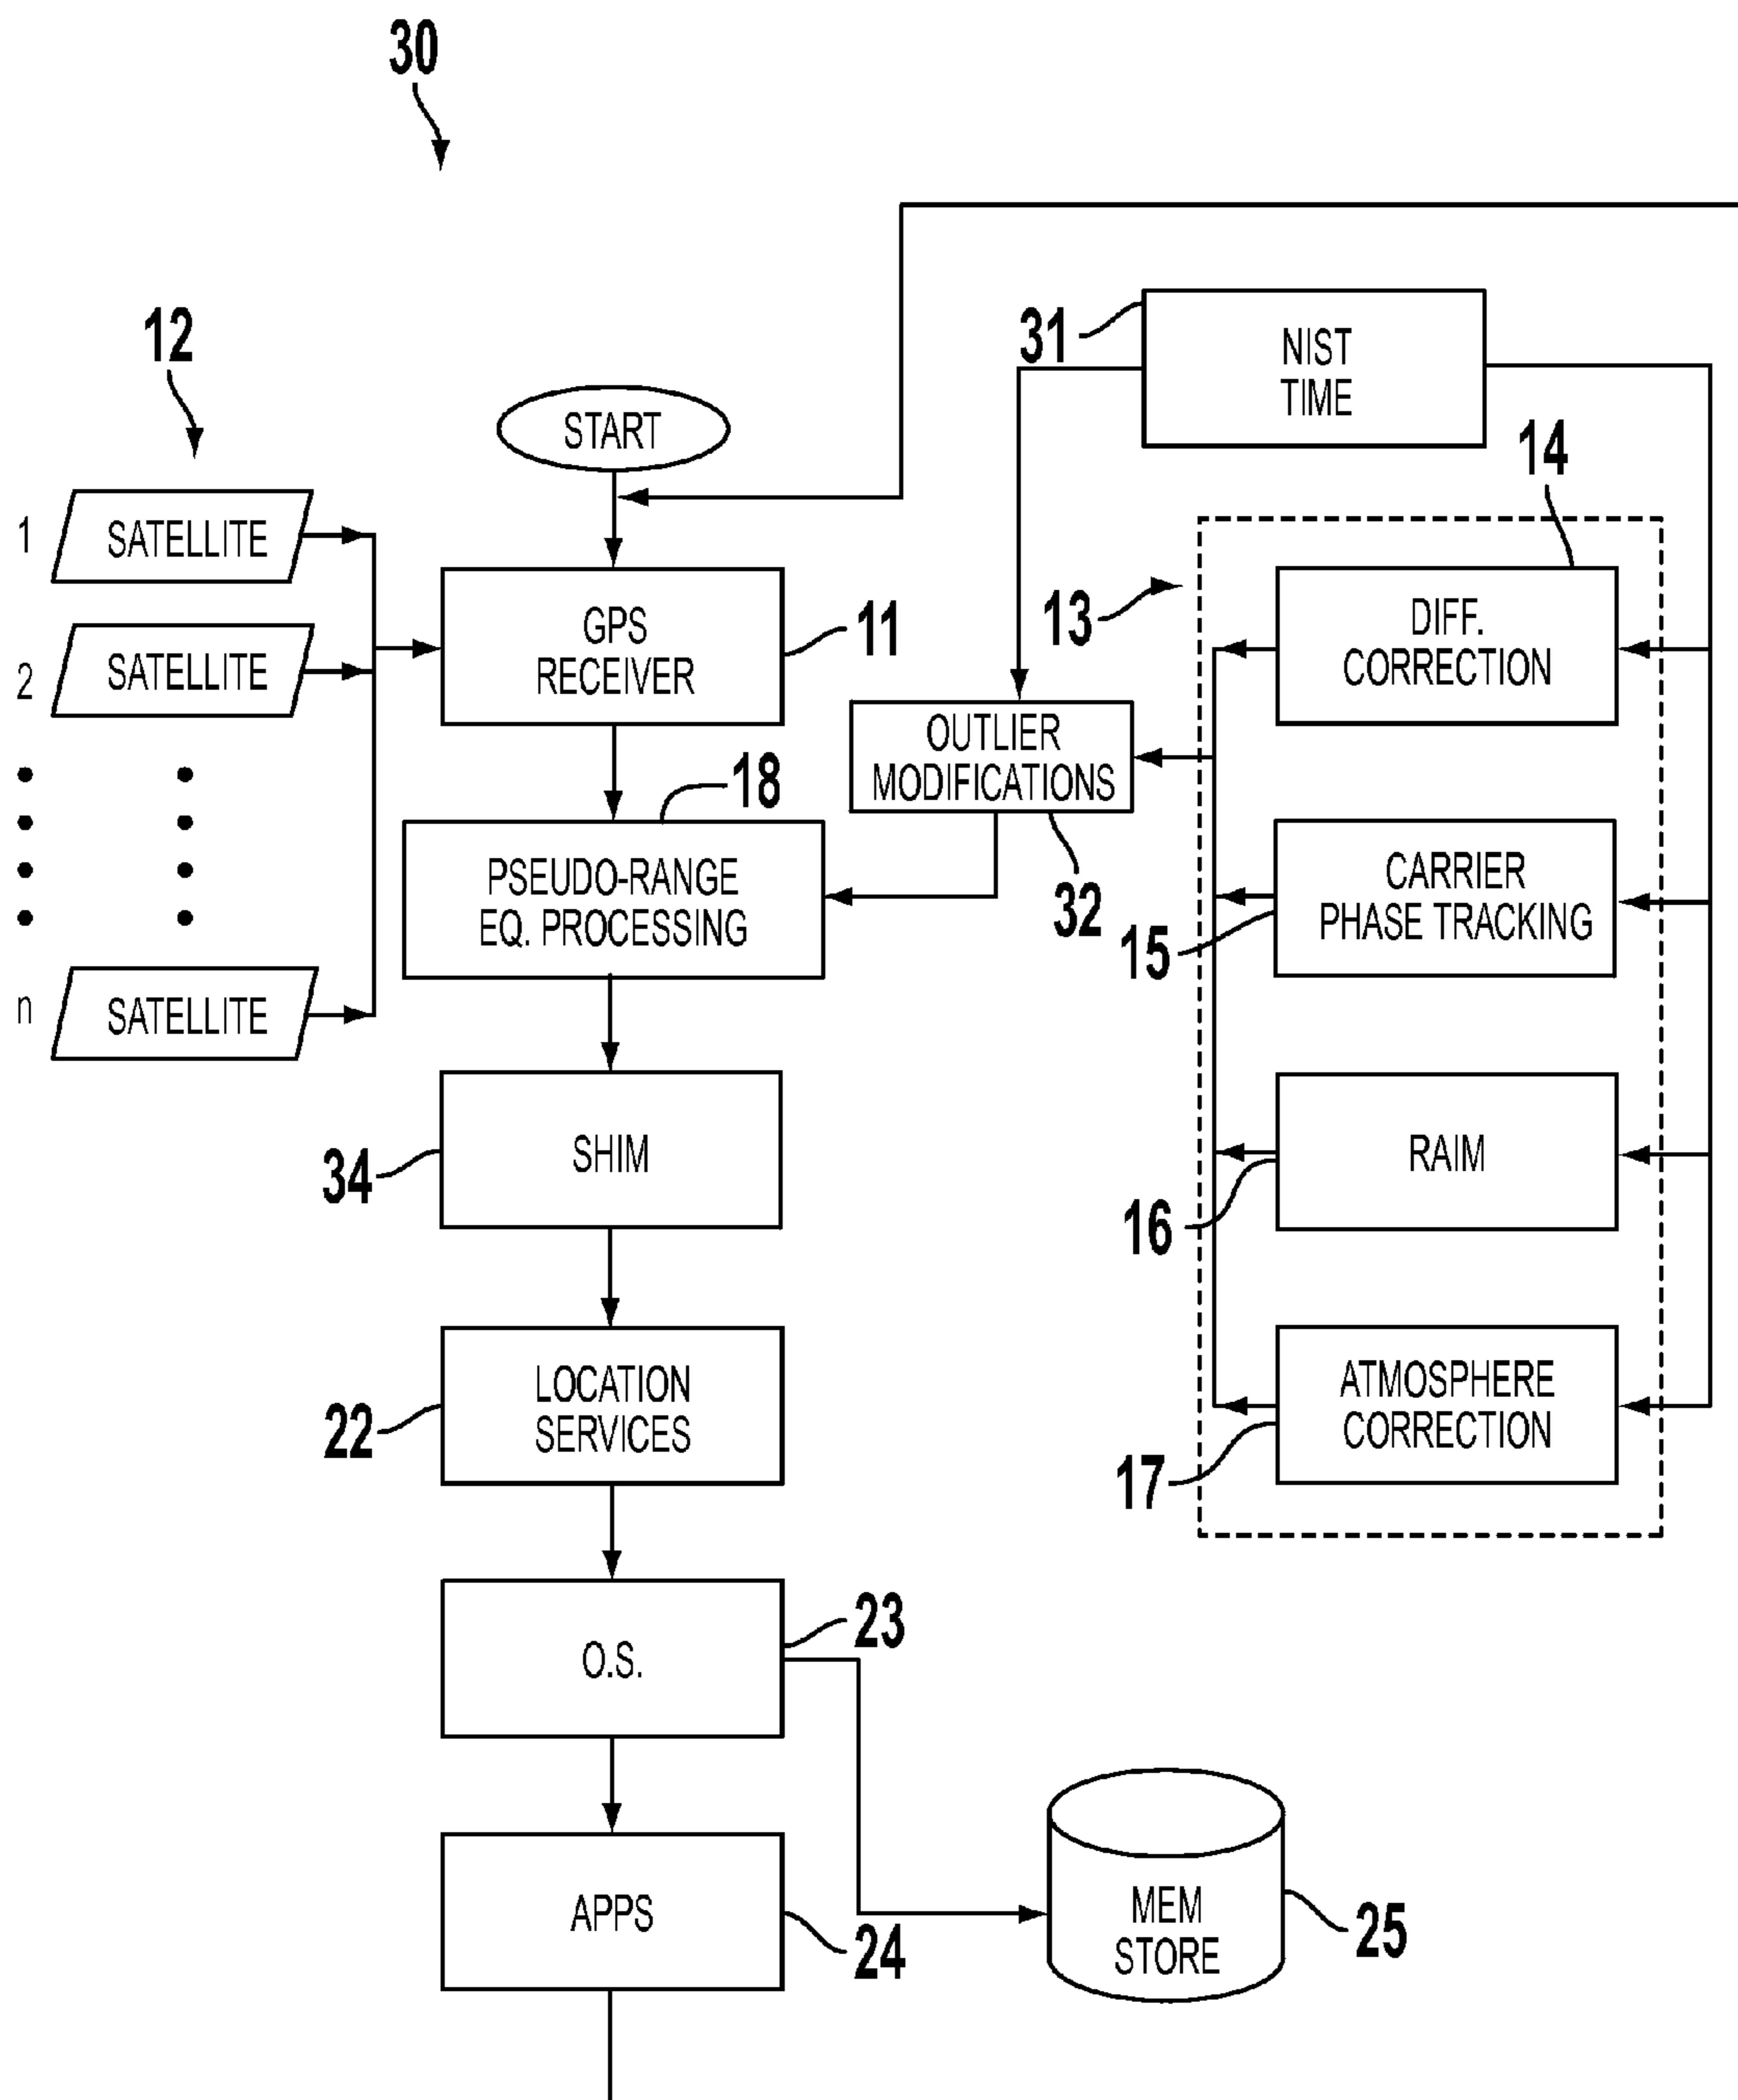 30
31
NIST
TIME
12
START
14
1
SATELLITE
GPS
RECEIVER
11
13
DIFF.
CORRECTION
2
SATELLITE
OUTLIER
MODIFICATIONS
18
PSEUDO-RANGE
EQ. PROCESSING
32
CARRIER
PHASE TRACKING
15
n
SATELLITE
SHIM
34
RAIM
16
LOCATION
SERVICES
22
ATMOSPHERE
CORRECTION
17
O.S.
23
APPS
24
MEM
STORE
25